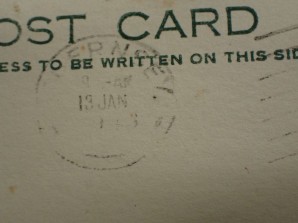 OST CARD
ESS TO BE WRITTEN ON THIS SID
13 JAN